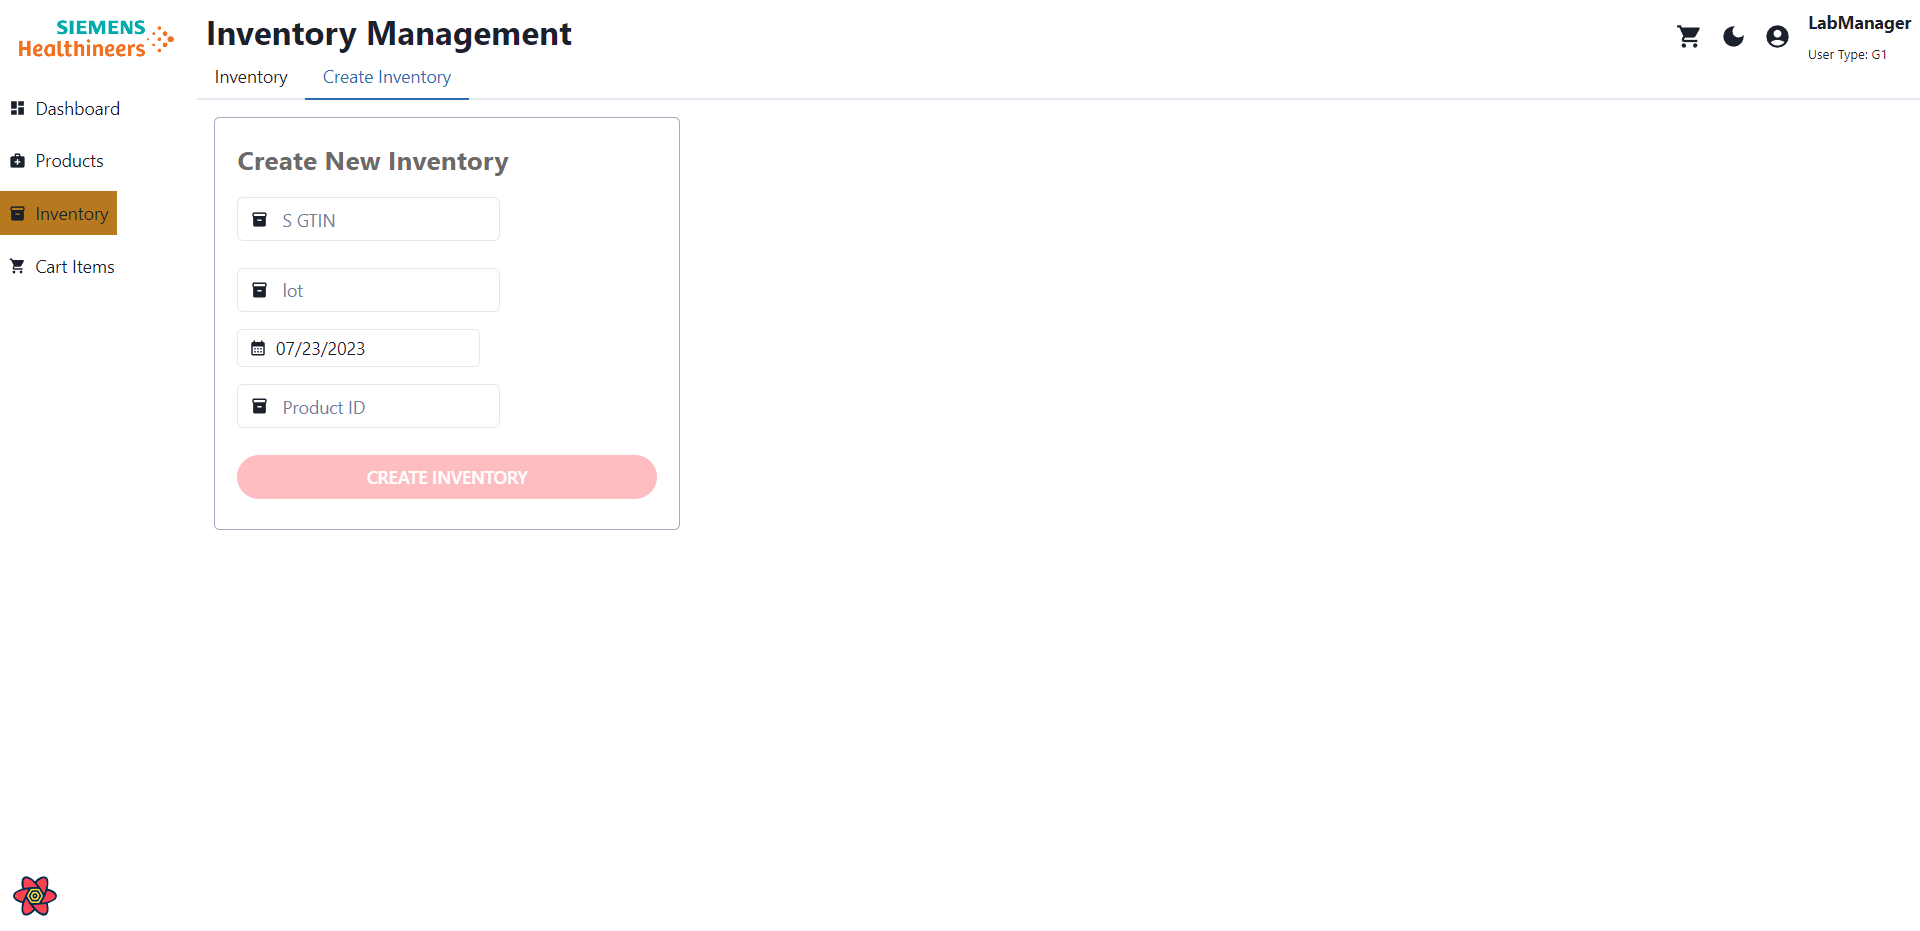 SIEMENS
Healthineers
Inventory Management
LabManager
User Type: G1
Inventory
Create Inventory
Dashboard
Products
Inventory
Cart Items
Create New Inventory
S GTIN
lot
07/23/2023
Product ID
CREATE INVENTORY